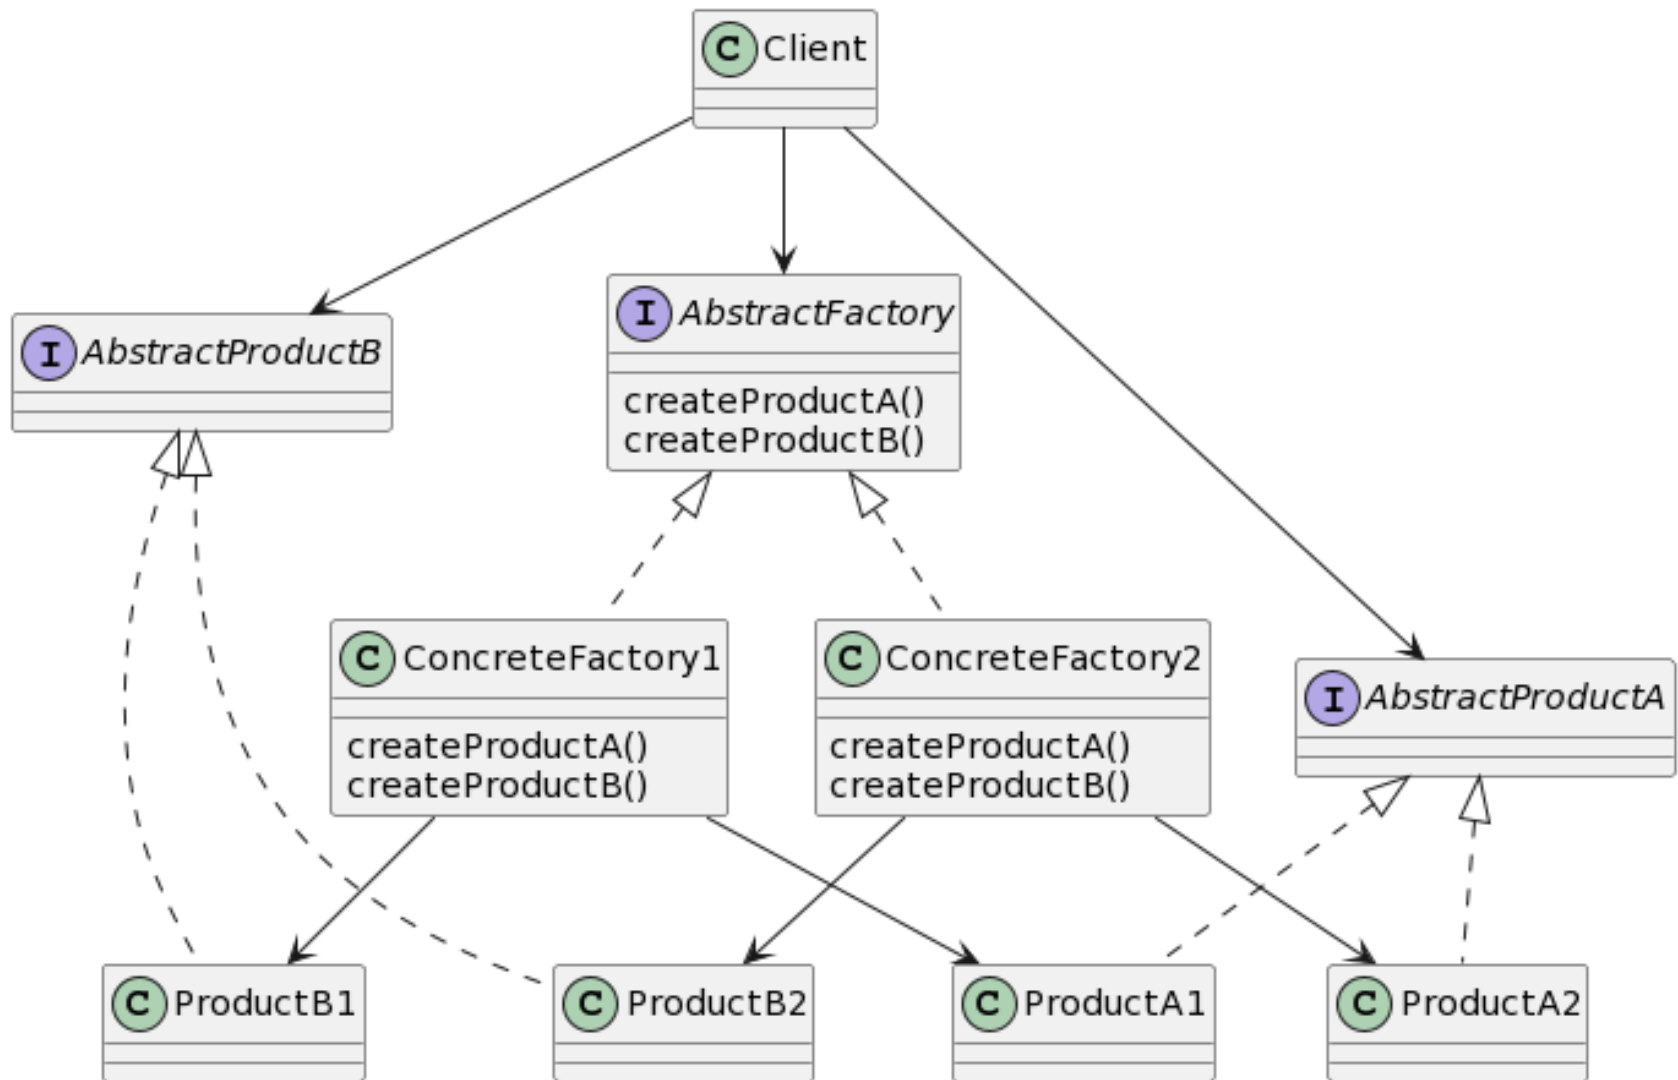 C Client
I AbstractProductB
I AbstractFactory
createProductA()
createProductB()
C ConcreteFactory1
createProductA()
createProductB()
C ConcreteFactory2
createProductA()
createProductB()
I AbstractProductA
C ProductB1
C ProductB2
C ProductA1
C ProductA2